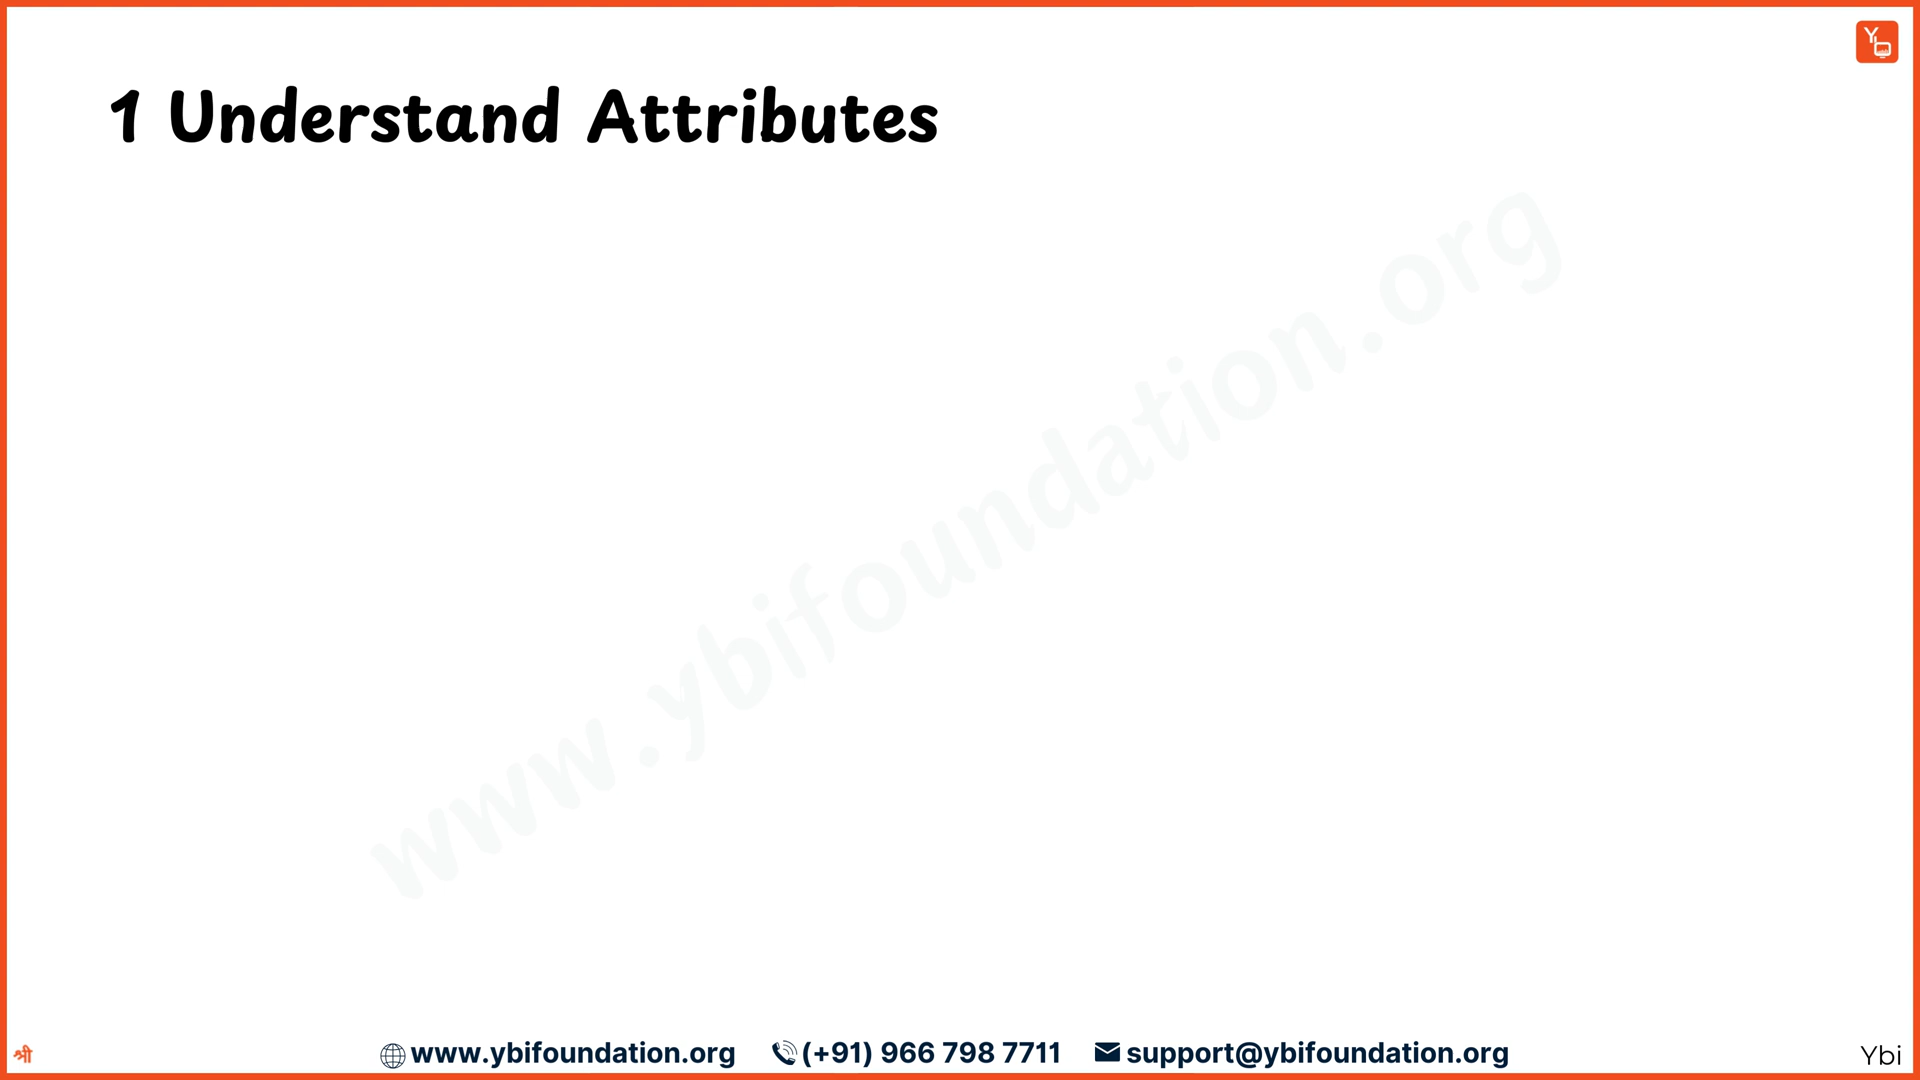 1 Understand Attributes
www.ybifoundation.org
श्री
www.ybifoundation.org (+91) 966 798 7711 support@ybifoundation.org
Ybi